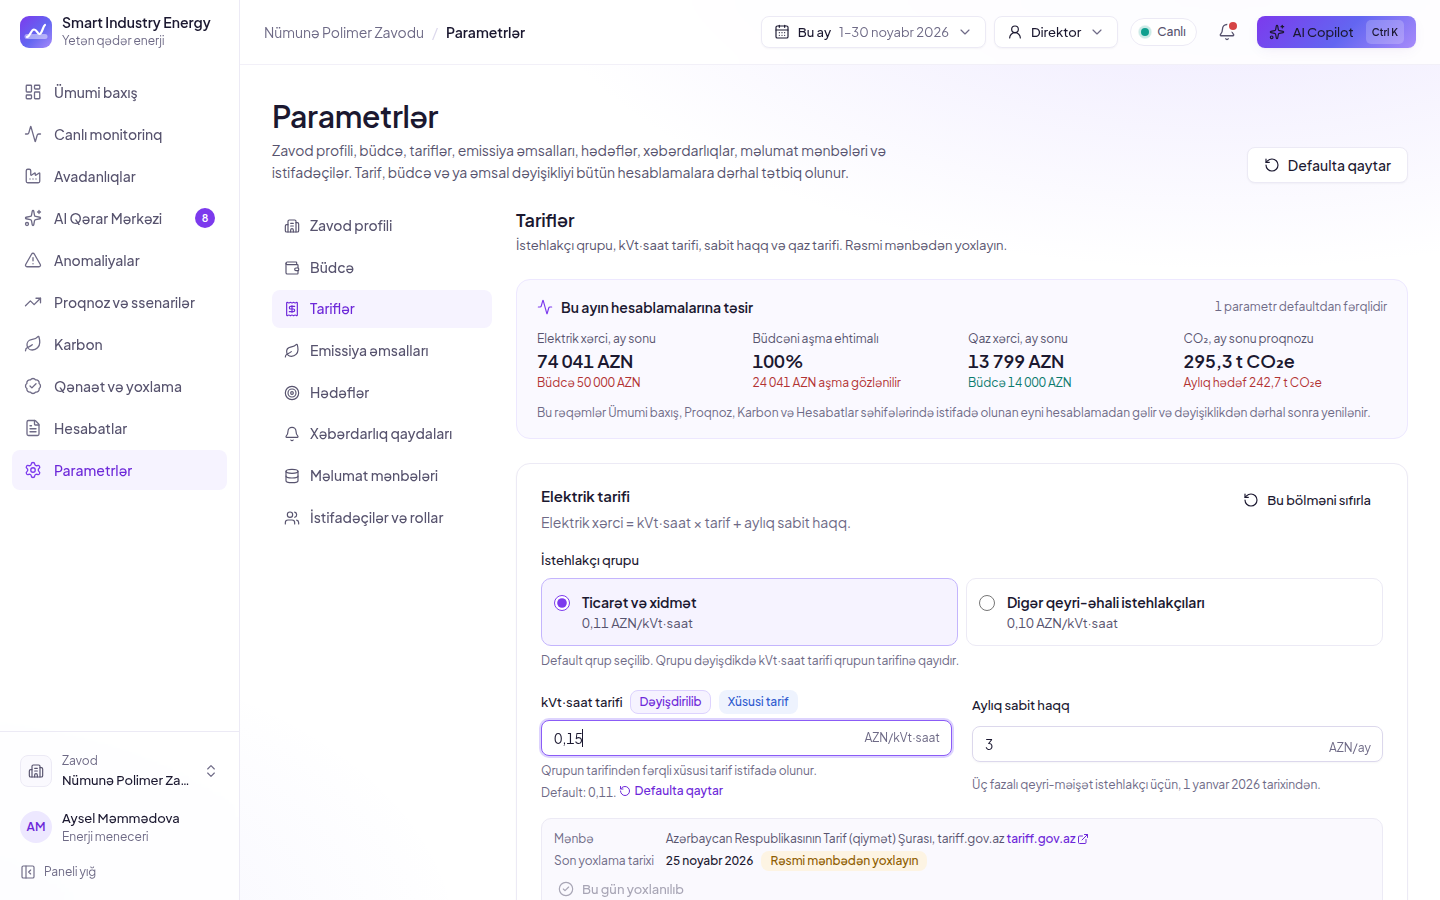 Smart Industry Energy
Yetən qədər enerji
Ümumi baxış
Canlı monitorinq
Avadanlıqlar
AI Qərar Mərkəzi
8
Anomaliyalar
Proqnoz və ssenarilər
Karbon
Qənaət və yoxlama
Hesabatlar
Parametrlər
Zavod
Nümunə Polimer Za...
AM
Aysel Məmmədova
Enerji meneceri
Paneli yığ
Nümunə Polimer Zavodu / Parametrlər
Bu ay 1–30 noyabr 2026
Direktor
Canlı
AI Copilot Ctrl K
Parametrlər
Zavod profili, büdcə, tariflər, emissiya əmsalları, hədəflər, xəbərdarlıqlar, məlumat mənbələri və
istifadəçilər. Tarif, büdcə və ya əmsal dəyişikliyi bütün hesablamalara dərhal tətbiq olunur.
Defaulta qaytar
Zavod profili
Büdcə
Tariflər
Emissiya əmsalları
Hədəflər
Xəbərdarlıq qaydaları
Məlumat mənbələri
İstifadəçilər və rollar
Tariflər
İstehlakçı qrupu, kVt·saat tarifi, sabit haqq və qaz tarifi. Rəsmi mənbədən yoxlayın.
Bu ayın hesablamalarına təsir
1 parametr defaultdan fərqlidir
Elektrik xərci, ay sonu
74 041 AZN
Büdcə 50 000 AZN
Büdcəni aşma ehtimalı
100%
24 041 AZN aşma gözlənilir
Qaz xərci, ay sonu
13 799 AZN
Büdcə 14 000 AZN
CO₂, ay sonu proqnozu
295,3 t CO₂e
Aylıq hədəf 242,7 t CO₂e
Bu rəqəmlər Ümumi baxış, Proqnoz, Karbon və Hesabatlar səhifələrində istifadə olunan eyni hesablamadan gəlir və dəyişiklikdən dərhal sonra yenilənir.
Elektrik tarifi
Elektrik xərci = kVt·saat × tarif + aylıq sabit haqq.
Bu bölməni sıfırla
İstehlakçı qrupu
Ticarət və xidmət
0,11 AZN/kVt·saat
Digər qeyri-əhali istehlakçıları
0,10 AZN/kVt·saat
Default qrup seçilib. Qrupu dəyişdikdə kVt·saat tarifi qrupun tarifinə qayıdır.
kVt·saat tarifi Dəyişdirilib Xüsusi tarif
0,15 AZN/kVt·saat
Qrupun tarifindən fərqli xüsusi tarif istifadə olunur.
Default: 0,11. Defaulta qaytar
Aylıq sabit haqq
3 AZN/ay
Üç fazalı qeyri-məişət istehlakçı üçün, 1 yanvar 2026 tarixindən.
Mənbə Azərbaycan Respublikasının Tarif (qiymət) Şurası, tariff.gov.az tariff.gov.az
Son yoxlama tarixi 25 noyabr 2026 Rəsmi mənbədən yoxlayın
Bu gün yoxlanılıb